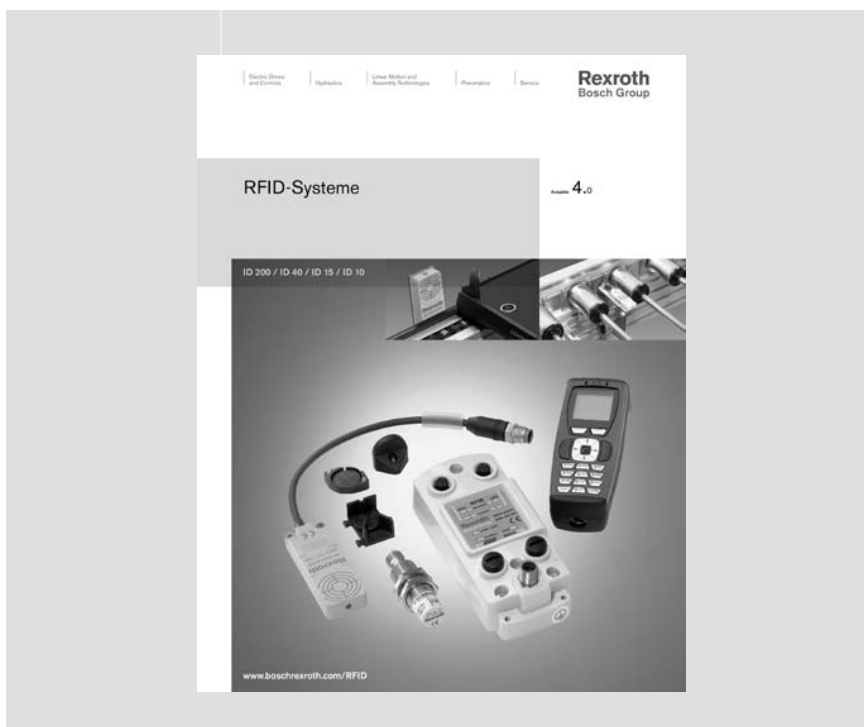 Electric Drives
and Controls
Hydraulics
Linear Motion and
Assembly Technologies
Pneumatics
Service
Rexroth
Bosch Group
RFID-Systeme
Ausgabe 4.0
ID 200 / ID 40 / ID 15 / ID 10
Rexroth
www.boschrexroth.com/RFID